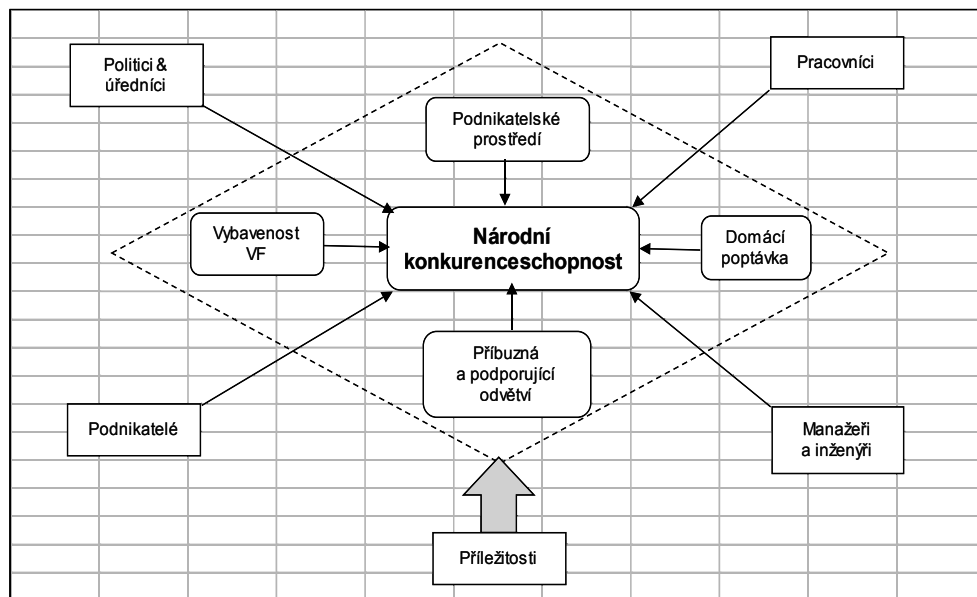 Politici &
úředníci
Pracovníci
Podnikatelské
prostředí
Vybavenost
VF
Národní
konkurenceschopnost
Domácí
poptávka
Příbuzná
a podporující
odvětví
Podnikatelé
Manažeři
a inženýři
Příležitosti